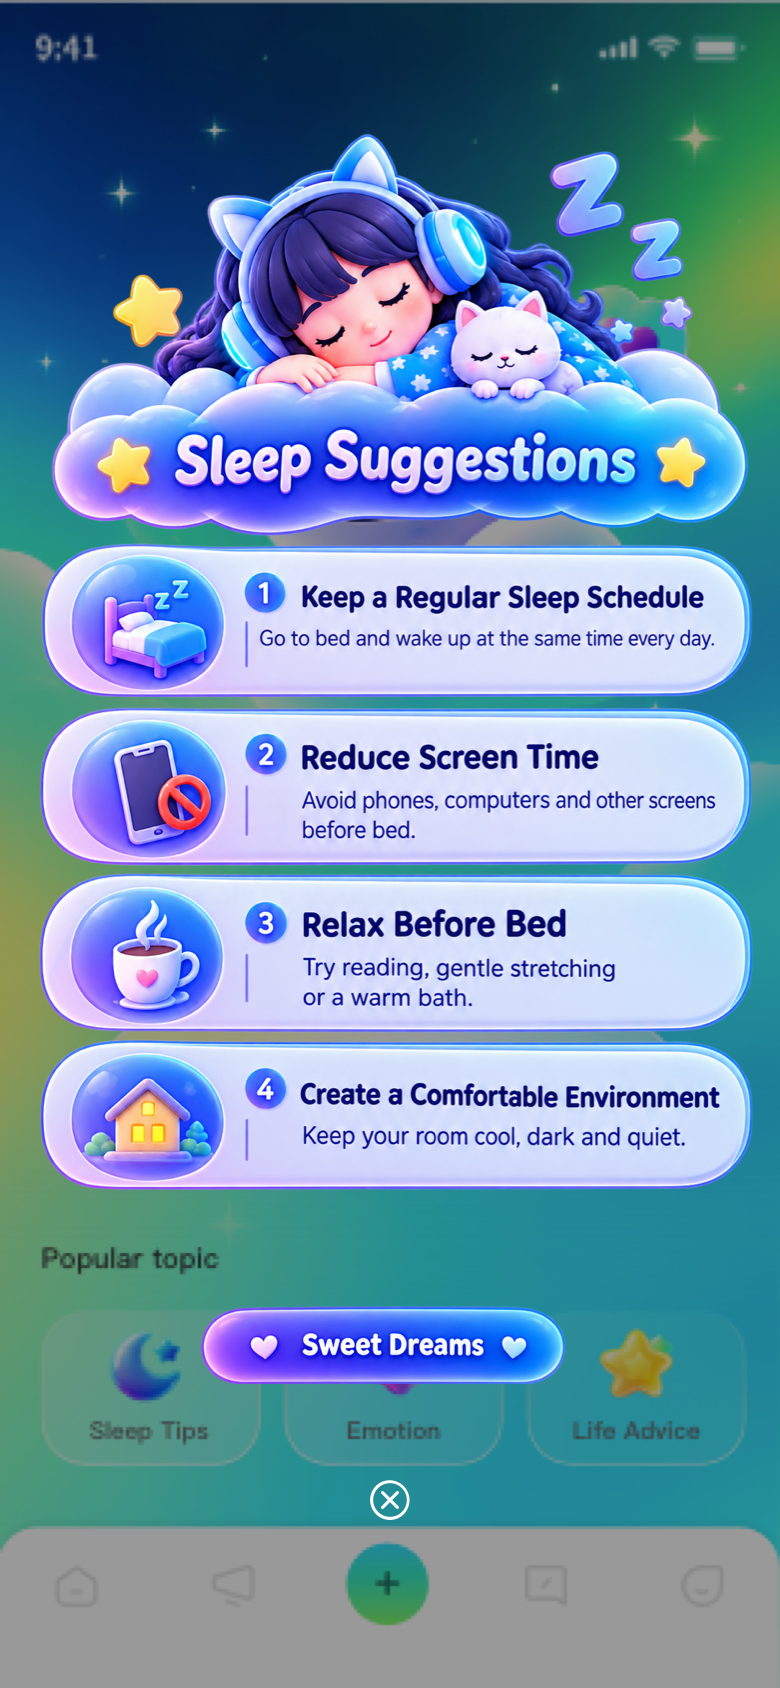 9:41
Z
Z
Sleep Suggestions
z z
1 Keep a Regular Sleep Schedule
Go to bed and wake up at the same time every day.
2 Reduce Screen Time
Avoid phones, computers and other screens
before bed.
3 Relax Before Bed
Try reading, gentle stretching
or a warm bath.
4 Create a Comfortable Environment
Keep your room cool, dark and quiet.
Popular topic
Sweet Dreams
Sleep Tips
Emotion
Life Advice